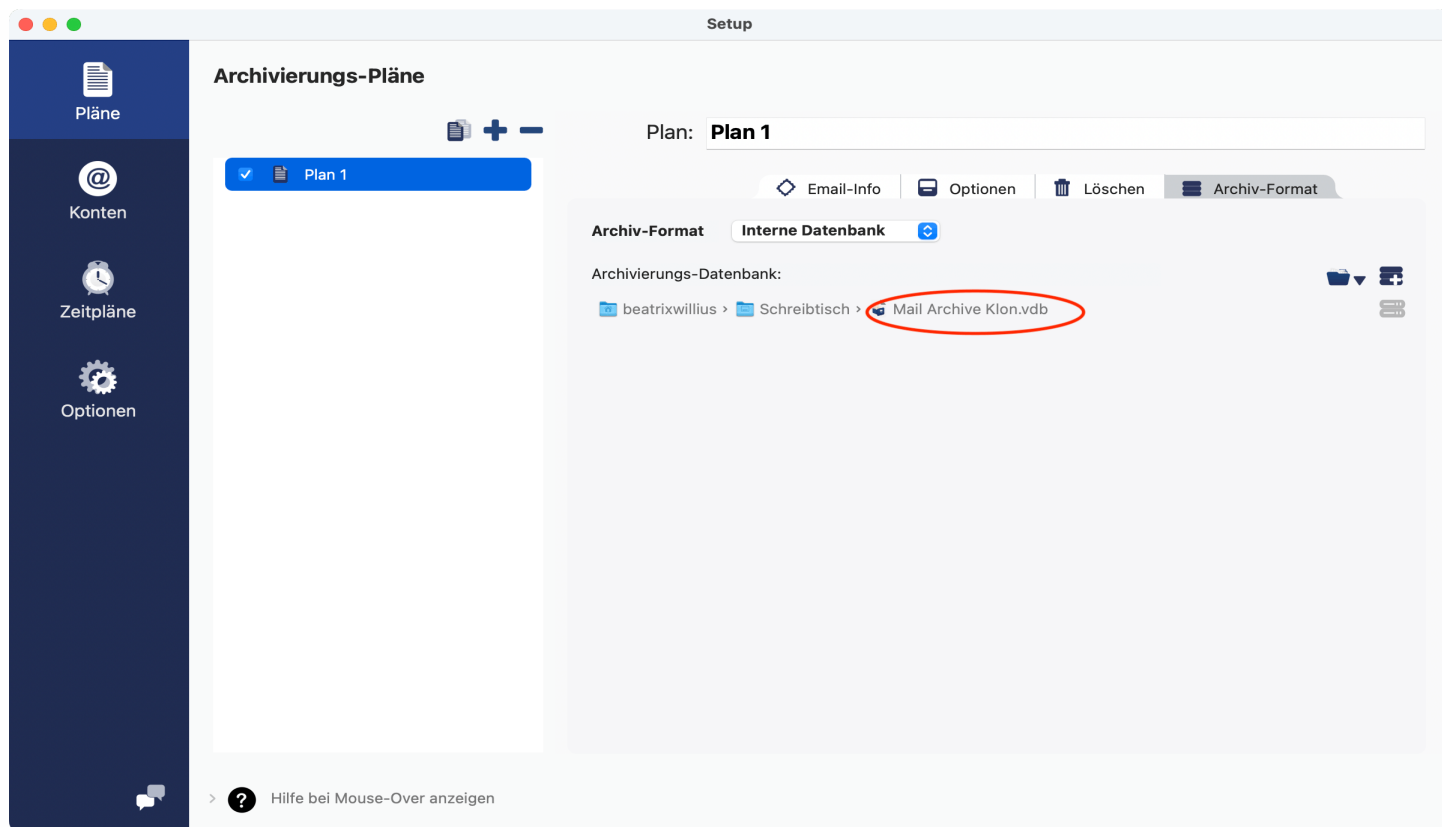 Setup
Pläne
Konten
Zeitpläne
Optionen
Archivierungs-Pläne
Plan 1
Plan: Plan 1
Email-Info Optionen Löschen Archiv-Format
Archiv-Format Interne Datenbank
Archivierungs-Datenbank:
beatrixwillius › Schreibtisch › Mail Archive Klon.vdb
? Hilfe bei Mouse-Over anzeigen